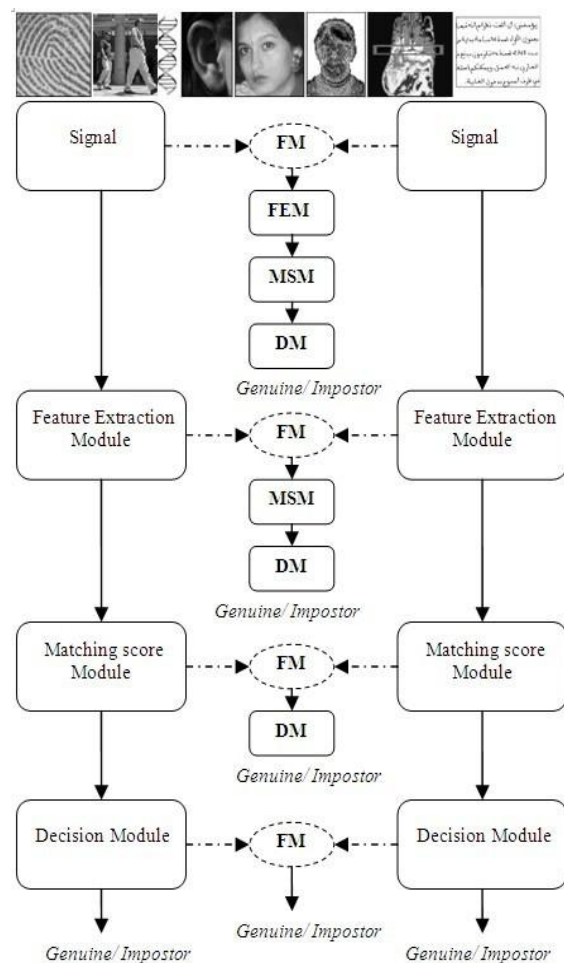 Signal
FM
Signal
FEM
MSM
DM
Genuine/ Impostor
Feature Extraction
Module
FM
Feature Extraction
Module
MSM
DM
Genuine/ Impostor
Matching score
Module
FM
Matching score
Module
DM
Genuine/ Impostor
Decision Module
FM
Decision Module
Genuine/ Impostor
Genuine/ Impostor
Genuine/ Impostor